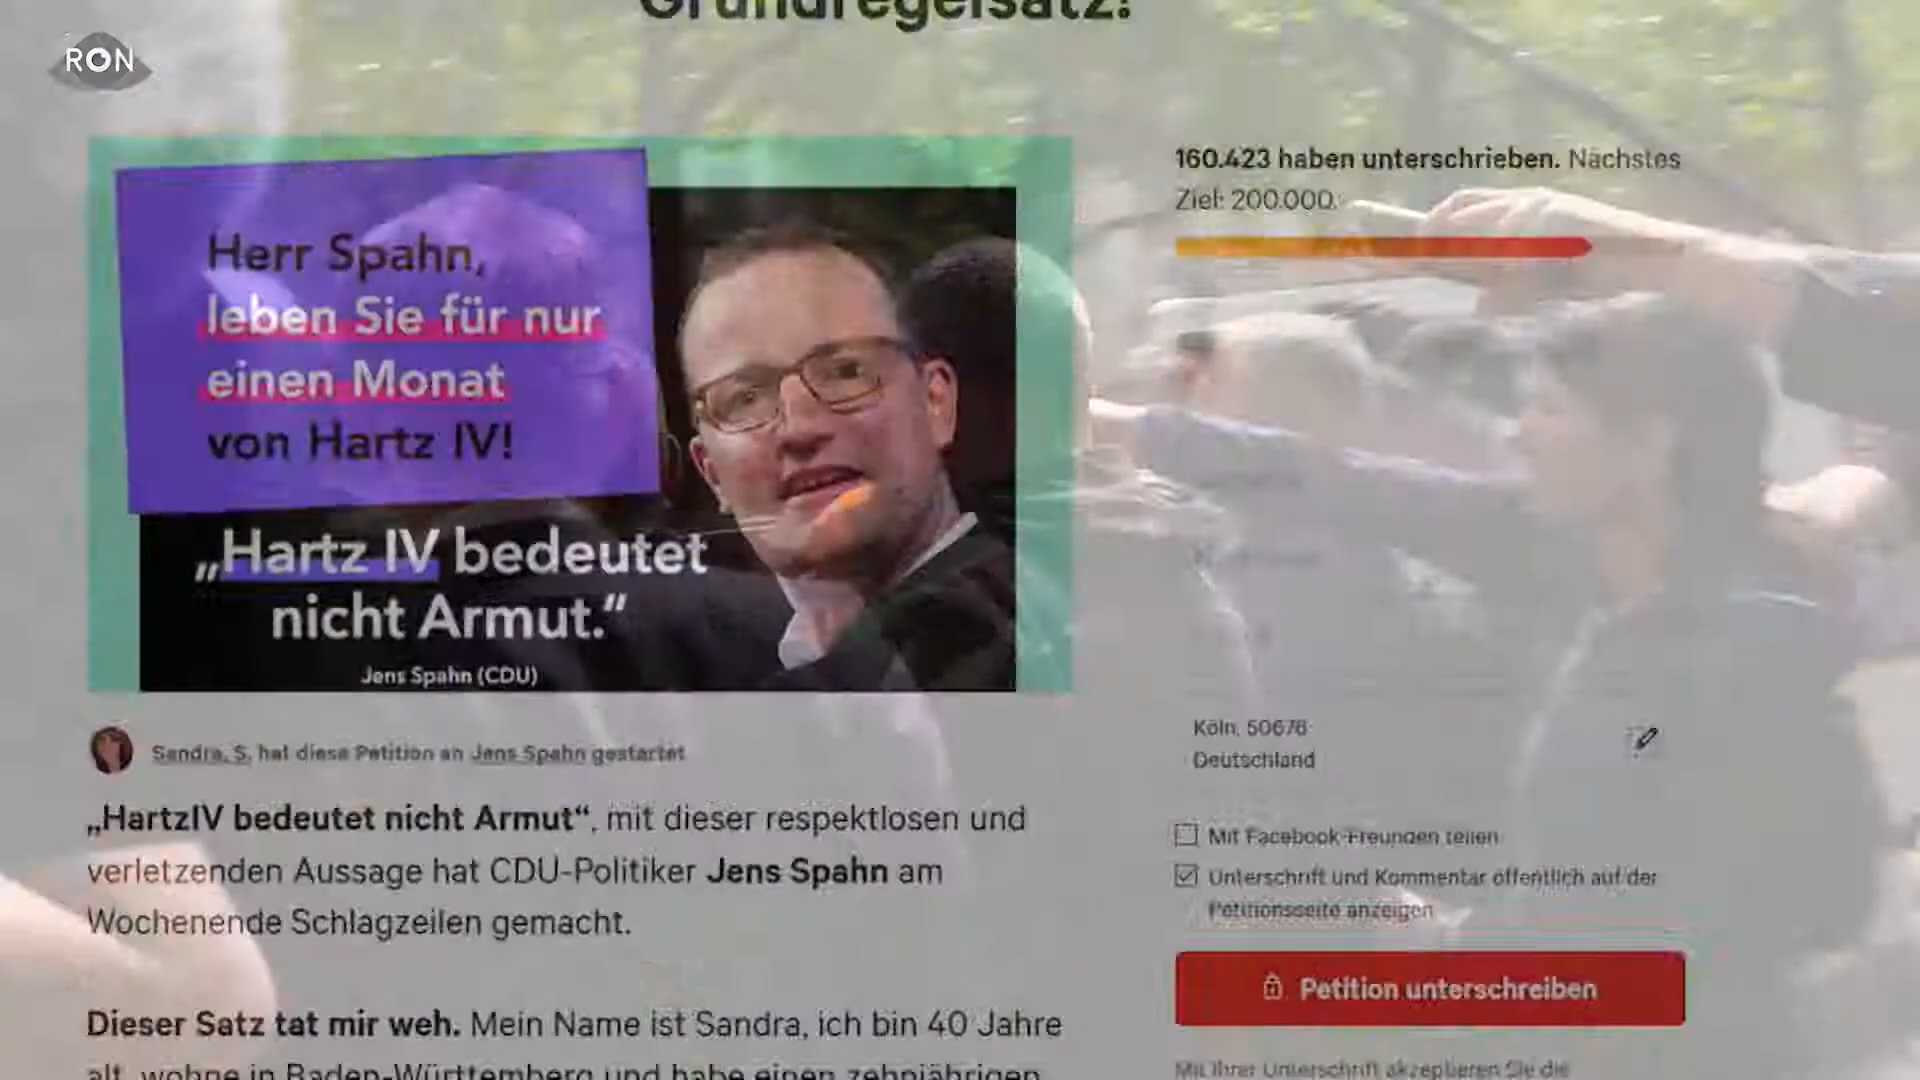 Grundregelsatz!
RON
Herr Spahn,
leben Sie für nur
einen Monat
von Hartz IV!
„Hartz IV bedeutet
nicht Armut.“
Jens Spahn (CDU)
Sandra. S. hat diese Petition an Jens Spahn gestartet
„HartzIV bedeutet nicht Armut“, mit dieser respektlosen und
verletzenden Aussage hat CDU-Politiker Jens Spahn am
Wochenende Schlagzeilen gemacht.
Dieser Satz tat mir weh. Mein Name ist Sandra, ich bin 40 Jahre
alt, wohne in Baden-Württemberg und habe einen zehnjährigen
160.423 haben unterschrieben. Nächstes
Ziel: 200.000.
Köln, 50676
Deutschland
Mit Facebook-Freunden teilen
Unterschrift und Kommentar öffentlich auf der
Petitionsseite anzeigen
Petition unterschreiben
Mit Ihrer Unterschrift akzeptieren Sie die